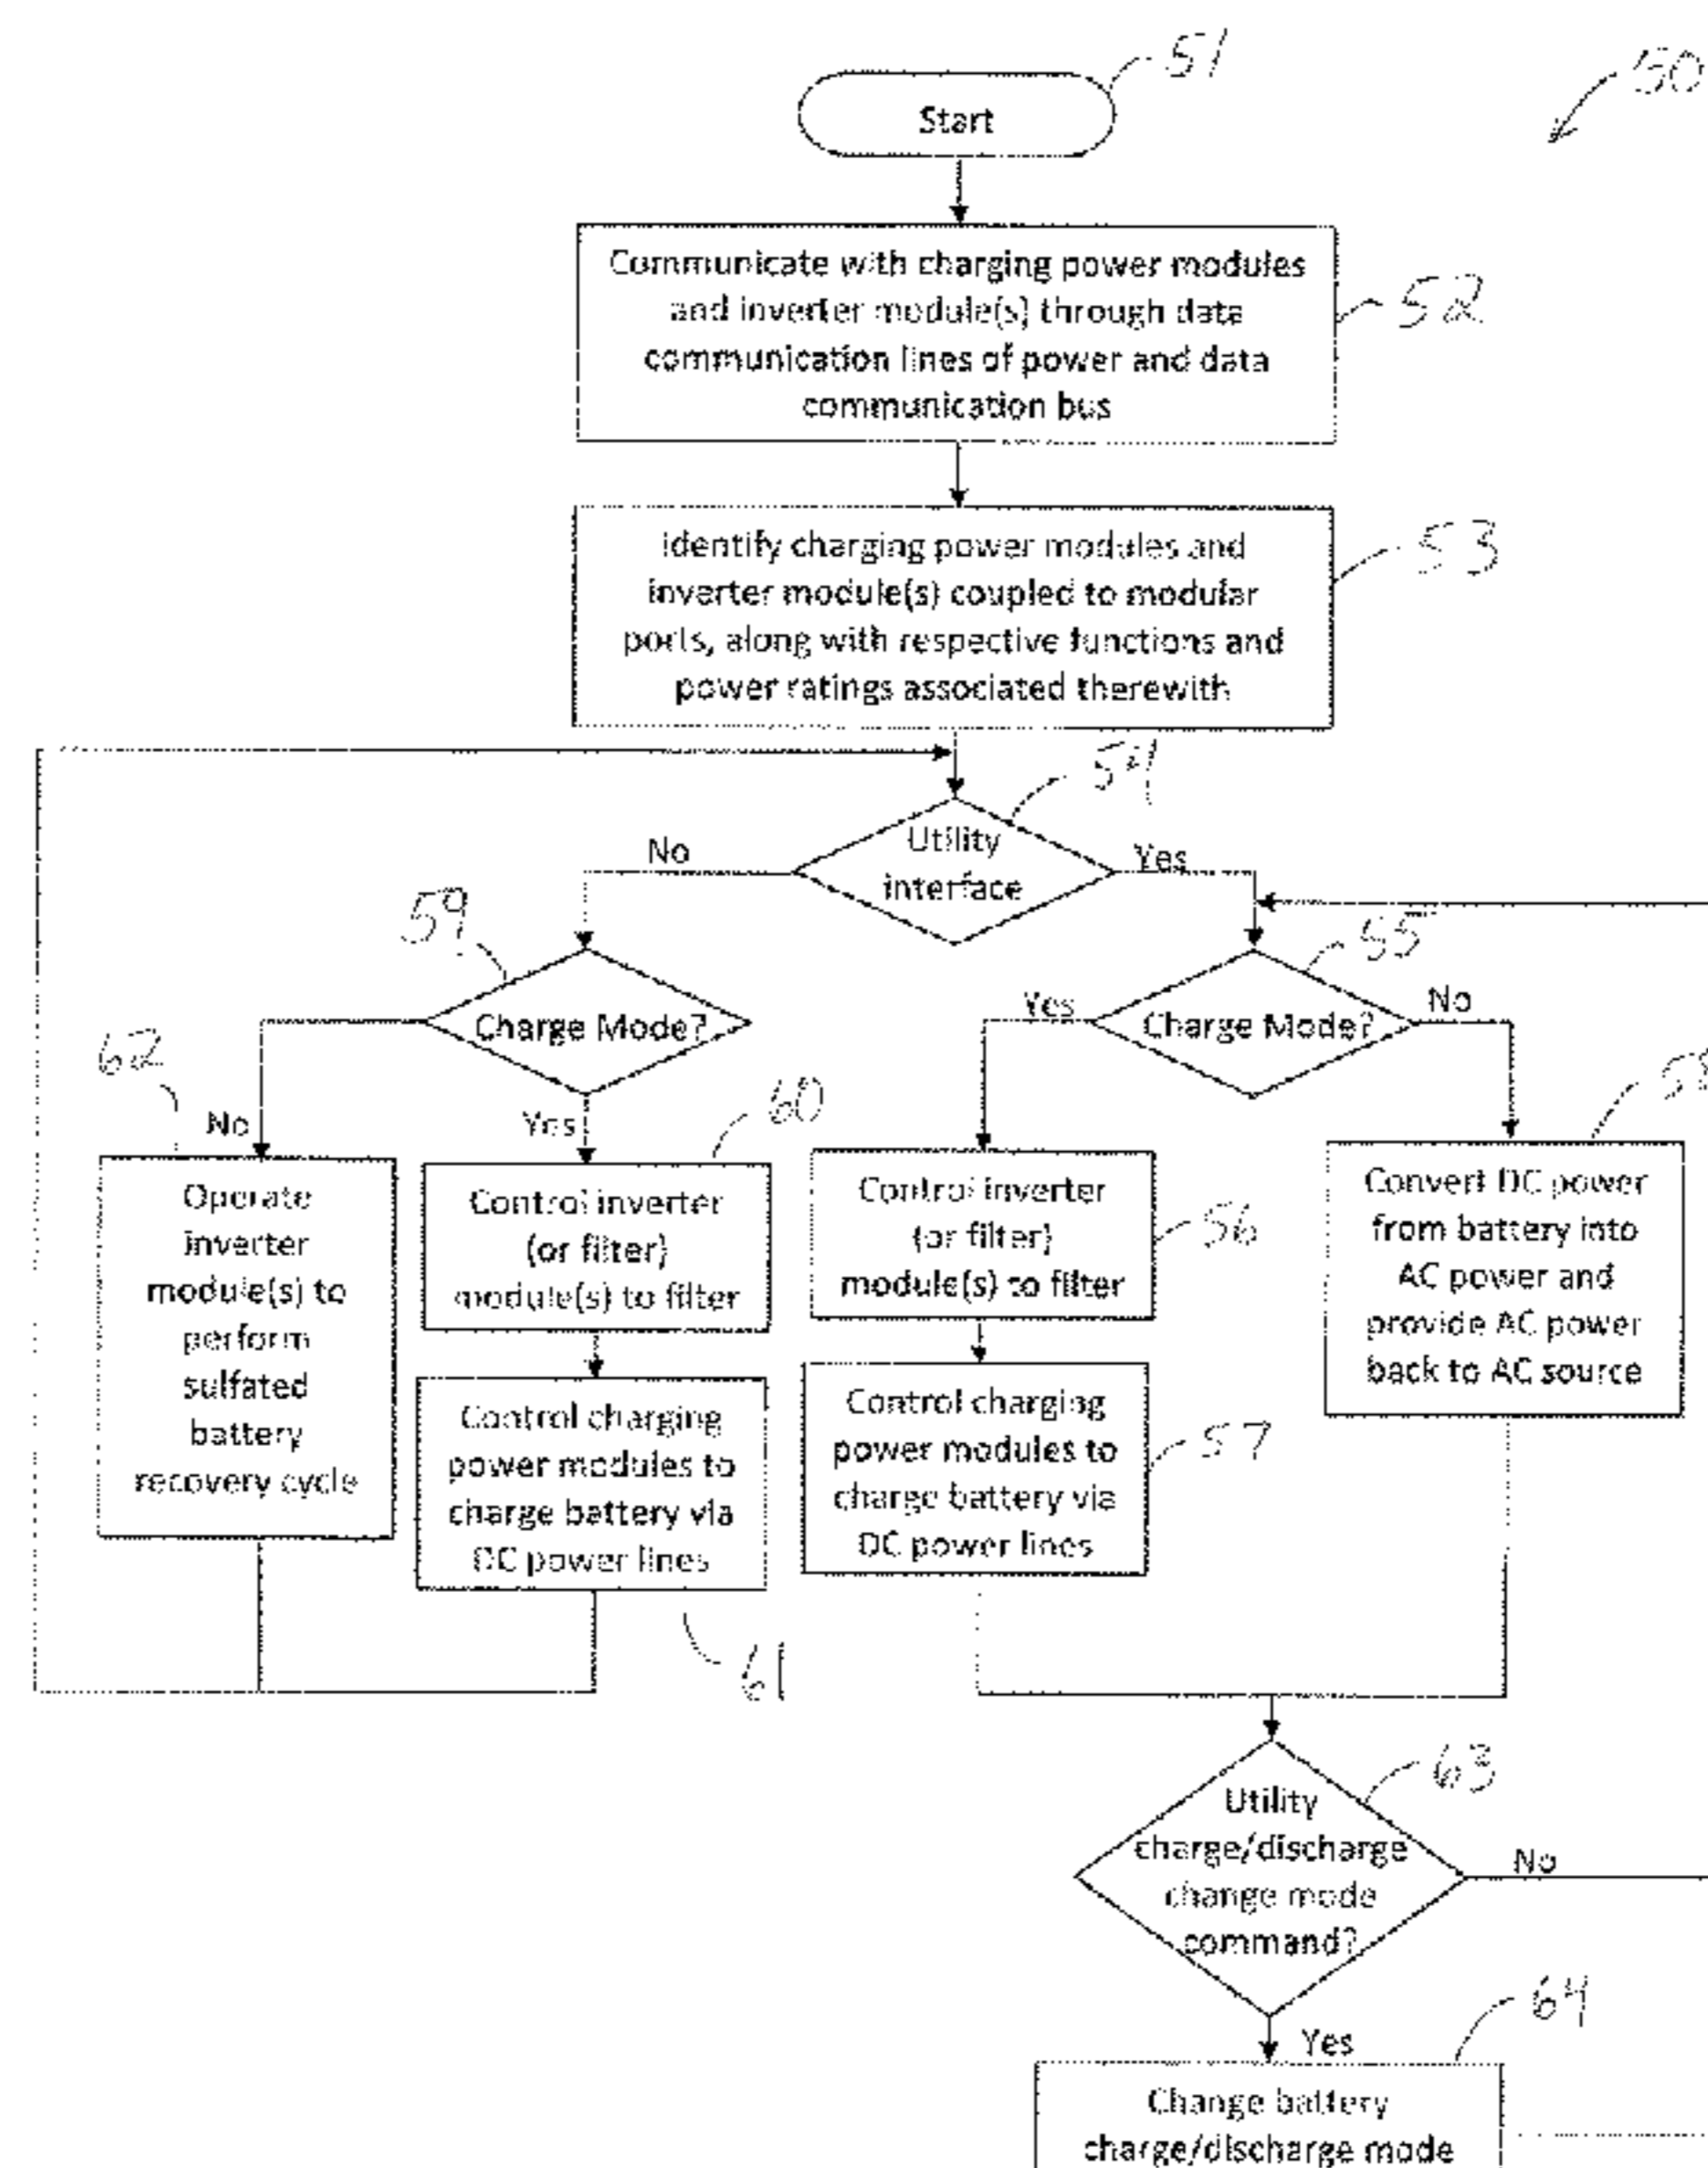 51
50
Start
Communicate with charging power modules
and inverter module(s) through data
communication lines of power and data
communication bus
52
Identify charging power modules and
inverter module(s) coupled to modular
ports, along with respective functions and
power ratings associated therewith
53
54
Utility
interface
No
Yes
59
55
Charge Mode?
Yes
Charge Mode?
No
62
No
Yes
60
Operate
inverter
module(s) to
perform
sulfated
battery
recovery cycle
Control inverter
(or filter)
module(s) to filter
Control inverter
(or filter)
module(s) to filter
56
Convert DC power
from battery into
AC power and
provide AC power
back to AC source
Control charging
power modules to
charge battery via
DC power lines
61
Control charging
power modules to
charge battery via
DC power lines
57
63
Utility
charge/discharge
change mode
command?
No
Yes
64
Change battery
charge/discharge mode